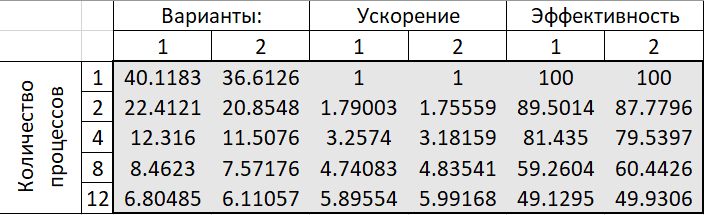 Варианты: Ускорение Эффективность
1 2 1 2 1 2
Количество процессов
1 40.1183 36.6126 1 1 100 100
2 22.4121 20.8548 1.79003 1.75559 89.5014 87.7796
4 12.316 11.5076 3.2574 3.18159 81.435 79.5397
8 8.4623 7.57176 4.74083 4.83541 59.2604 60.4426
12 6.80485 6.11057 5.89554 5.99168 49.1295 49.9306